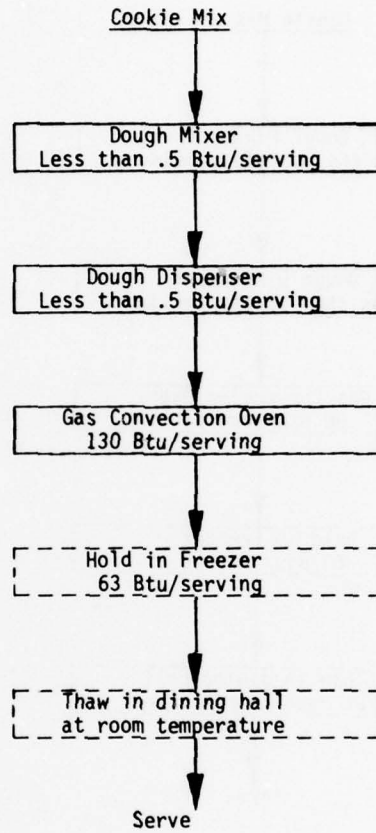 Cookie Mix
Dough Mixer
Less than .5 Btu/serving
Dough Dispenser
Less than .5 Btu/serving
Gas Convection Oven
130 Btu/serving
Hold in Freezer
63 Btu/serving
Thaw in dining hall
at room temperature
Serve